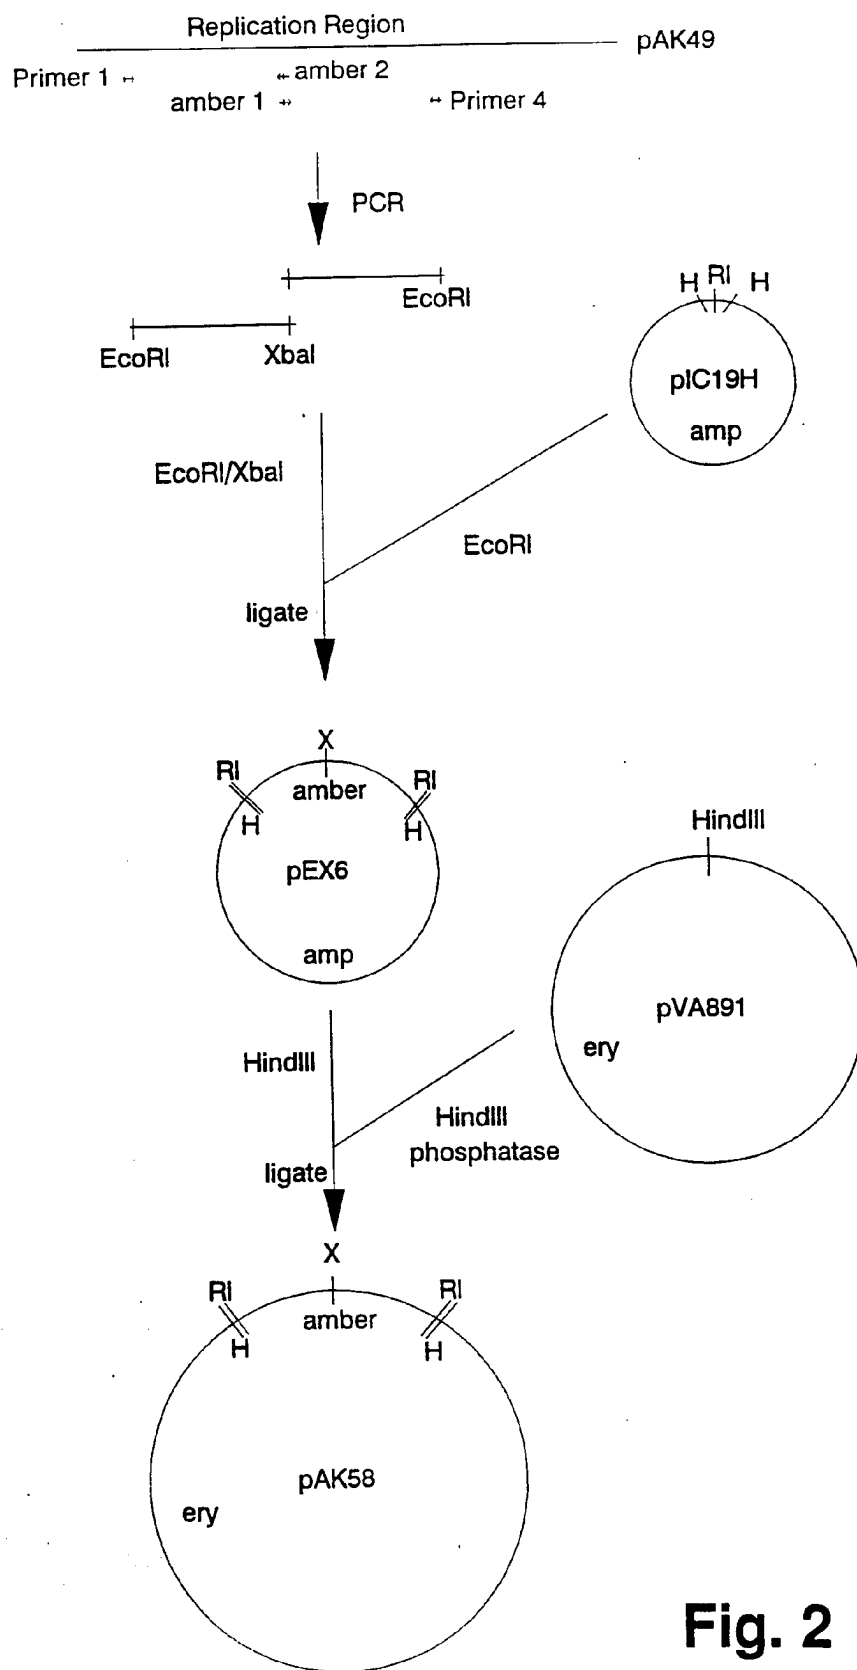 Replication Region
pAK49
Primer 1
amber 2
amber 1
Primer 4
PCR
EcoRI
EcoRI
XbaI
H RI H
pIC19H
amp
EcoRI/XbaI
EcoRI
ligate
X
RI
amber
RI
H
H
pEX6
amp
HindIII
pVA891
ery
HindIII
HindIII
phosphatase
ligate
X
RI
RI
amber
H
H
pAK58
ery
Fig. 2